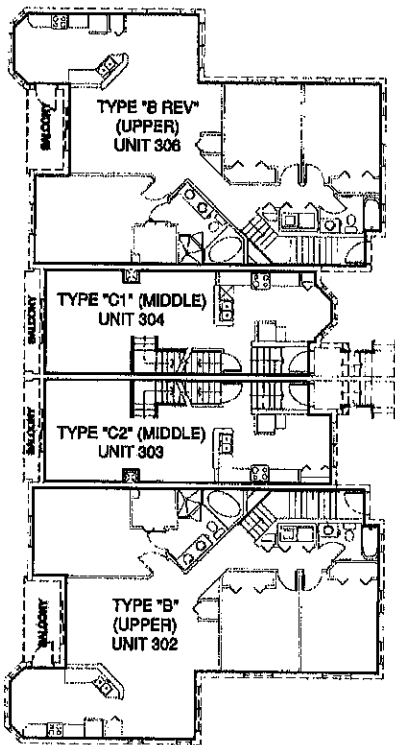 TYPE "B REV"
(UPPER)
UNIT 306
BALCONY
TYPE "C1" (MIDDLE)
UNIT 304
BALCONY
TYPE "C2" (MIDDLE)
UNIT 303
BALCONY
TYPE "B"
(UPPER)
UNIT 302
BALCONY